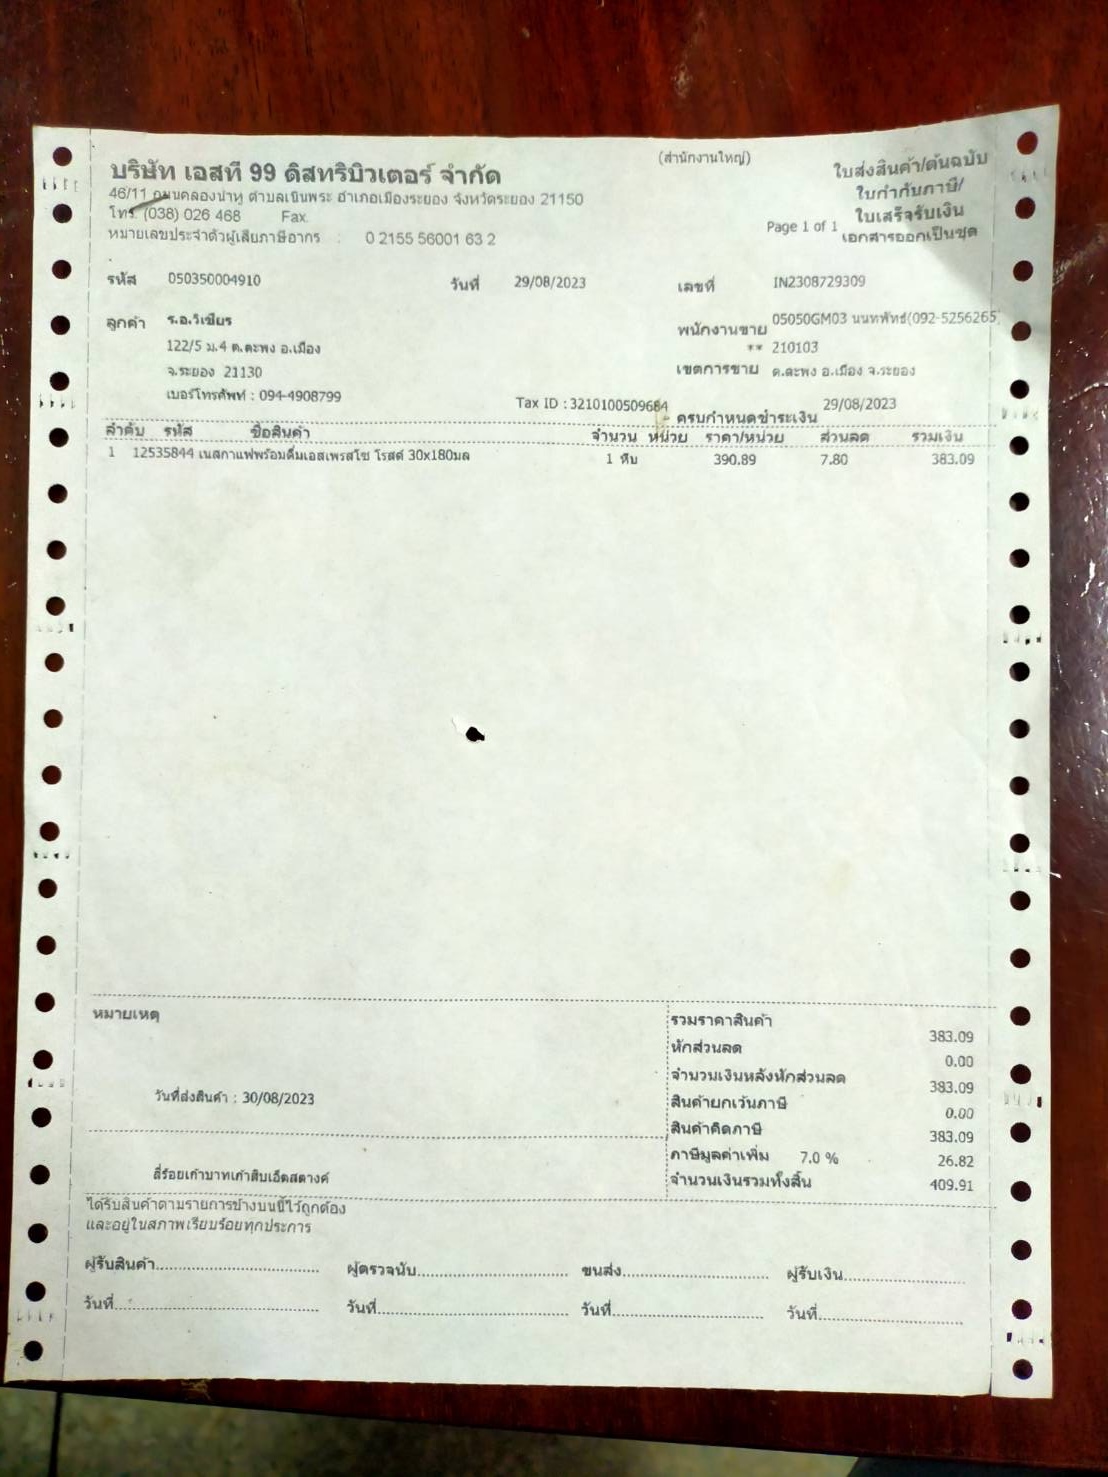 (สำนักงานใหญ่)
บริษัท เอสที 99 ดิสทริบิวเตอร์ จำกัด
ใบส่งสินค้า/ต้นฉบับ
46/11 ถนนคลองน้ำหู ตำบลเนินพระ อำเภอเมืองระยอง จังหวัดระยอง 21150
ใบกำกับภาษี/
โทร. (038) 026 468 Fax.
Page 1 of 1 ใบเสร็จรับเงิน
หมายเลขประจำตัวผู้เสียภาษีอากร : 0 2155 56001 63 2
เอกสารออกเป็นชุด
รหัส 050350004910 วันที่ 29/08/2023 เลขที่ IN2308729309
ลูกค้า ร.อ.วิเชียร
พนักงานขาย 05050GM03 นนทพัทธ์(092-5256265)
122/5 ม.4 ต.ตะพง อ.เมือง
** 210103
จ.ระยอง 21130
เขตการขาย ต.ตะพง อ.เมือง จ.ระยอง
เบอร์โทรศัพท์ : 094-4908799
Tax ID : 3210100509684
ครบกำหนดชำระเงิน 29/08/2023
ลำดับ รหัส ชื่อสินค้า จำนวน หน่วย ราคา/หน่วย ส่วนลด รวมเงิน
1 12535844 เนสกาแฟพร้อมดื่มเอสเพรสโซ โรสต์ 30x180มล 1 หีบ 390.89 7.80 383.09
หมายเหตุ
รวมราคาสินค้า 383.09
หักส่วนลด 0.00
จำนวนเงินหลังหักส่วนลด 383.09
วันที่ส่งสินค้า : 30/08/2023
สินค้ายกเว้นภาษี 0.00
สินค้าคิดภาษี 383.09
ภาษีมูลค่าเพิ่ม 7.0 % 26.82
สี่ร้อยเก้าบาทเก้าสิบเอ็ดสตางค์
จำนวนเงินรวมทั้งสิ้น 409.91
ได้รับสินค้าตามรายการข้างบนนี้ไว้ถูกต้อง
และอยู่ในสภาพเรียบร้อยทุกประการ
ผู้รับสินค้า........ ผู้ตรวจนับ........ ขนส่ง........ ผู้รับเงิน........
วันที่........ วันที่........ วันที่........ วันที่........